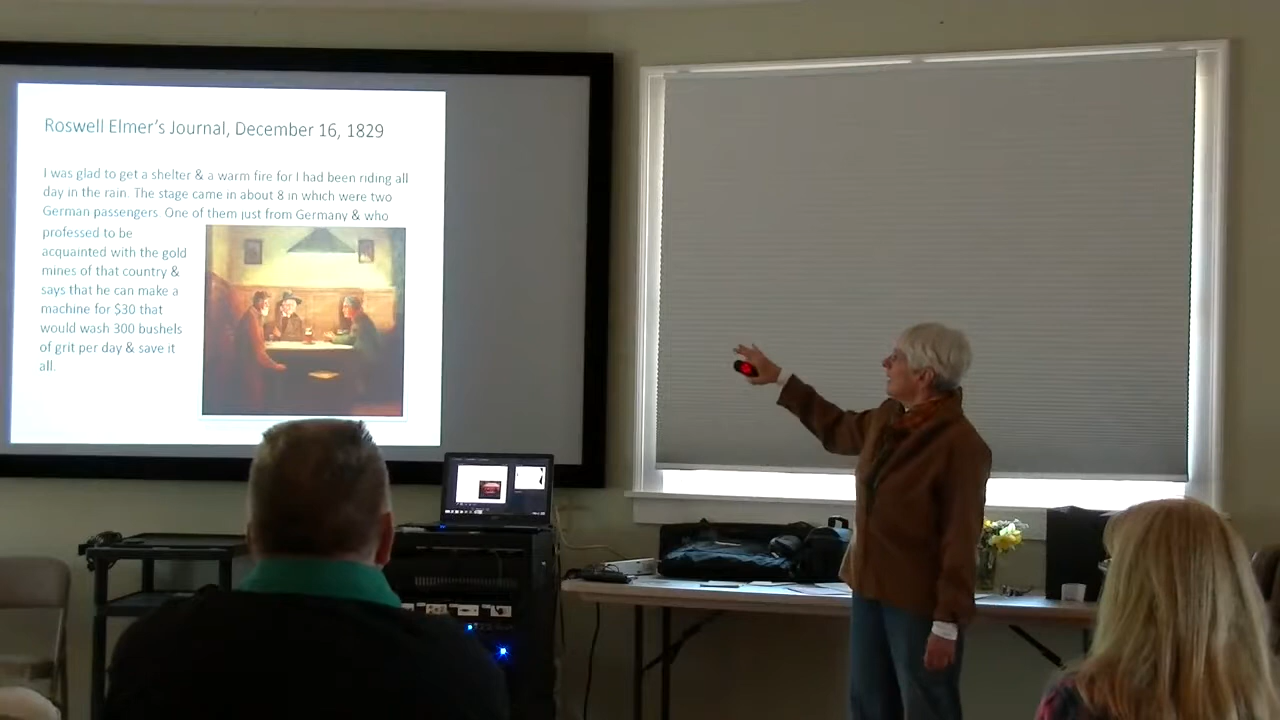 Roswell Elmer's Journal, December 16, 1829
I was glad to get a shelter & a warm fire for I had been riding all
day in the rain. The stage came in about 8 in which were two
German passengers. One of them just from Germany & who
professed to be
acquainted with the gold
mines of that country &
says that he can make a
machine for $30 that
would wash 300 bushels
of grit per day & save it
all.